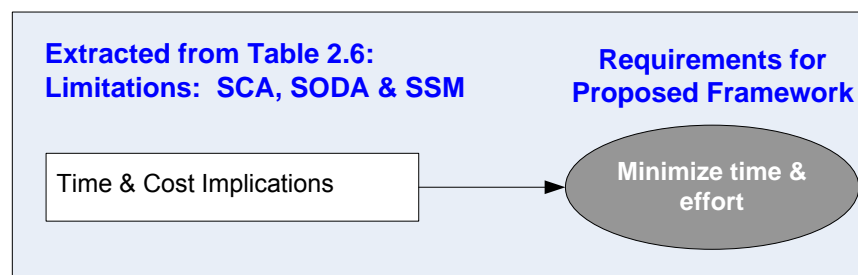 Extracted from Table 2.6:
Limitations: SCA, SODA & SSM
Requirements for
Proposed Framework
Time & Cost Implications
Minimize time &
effort